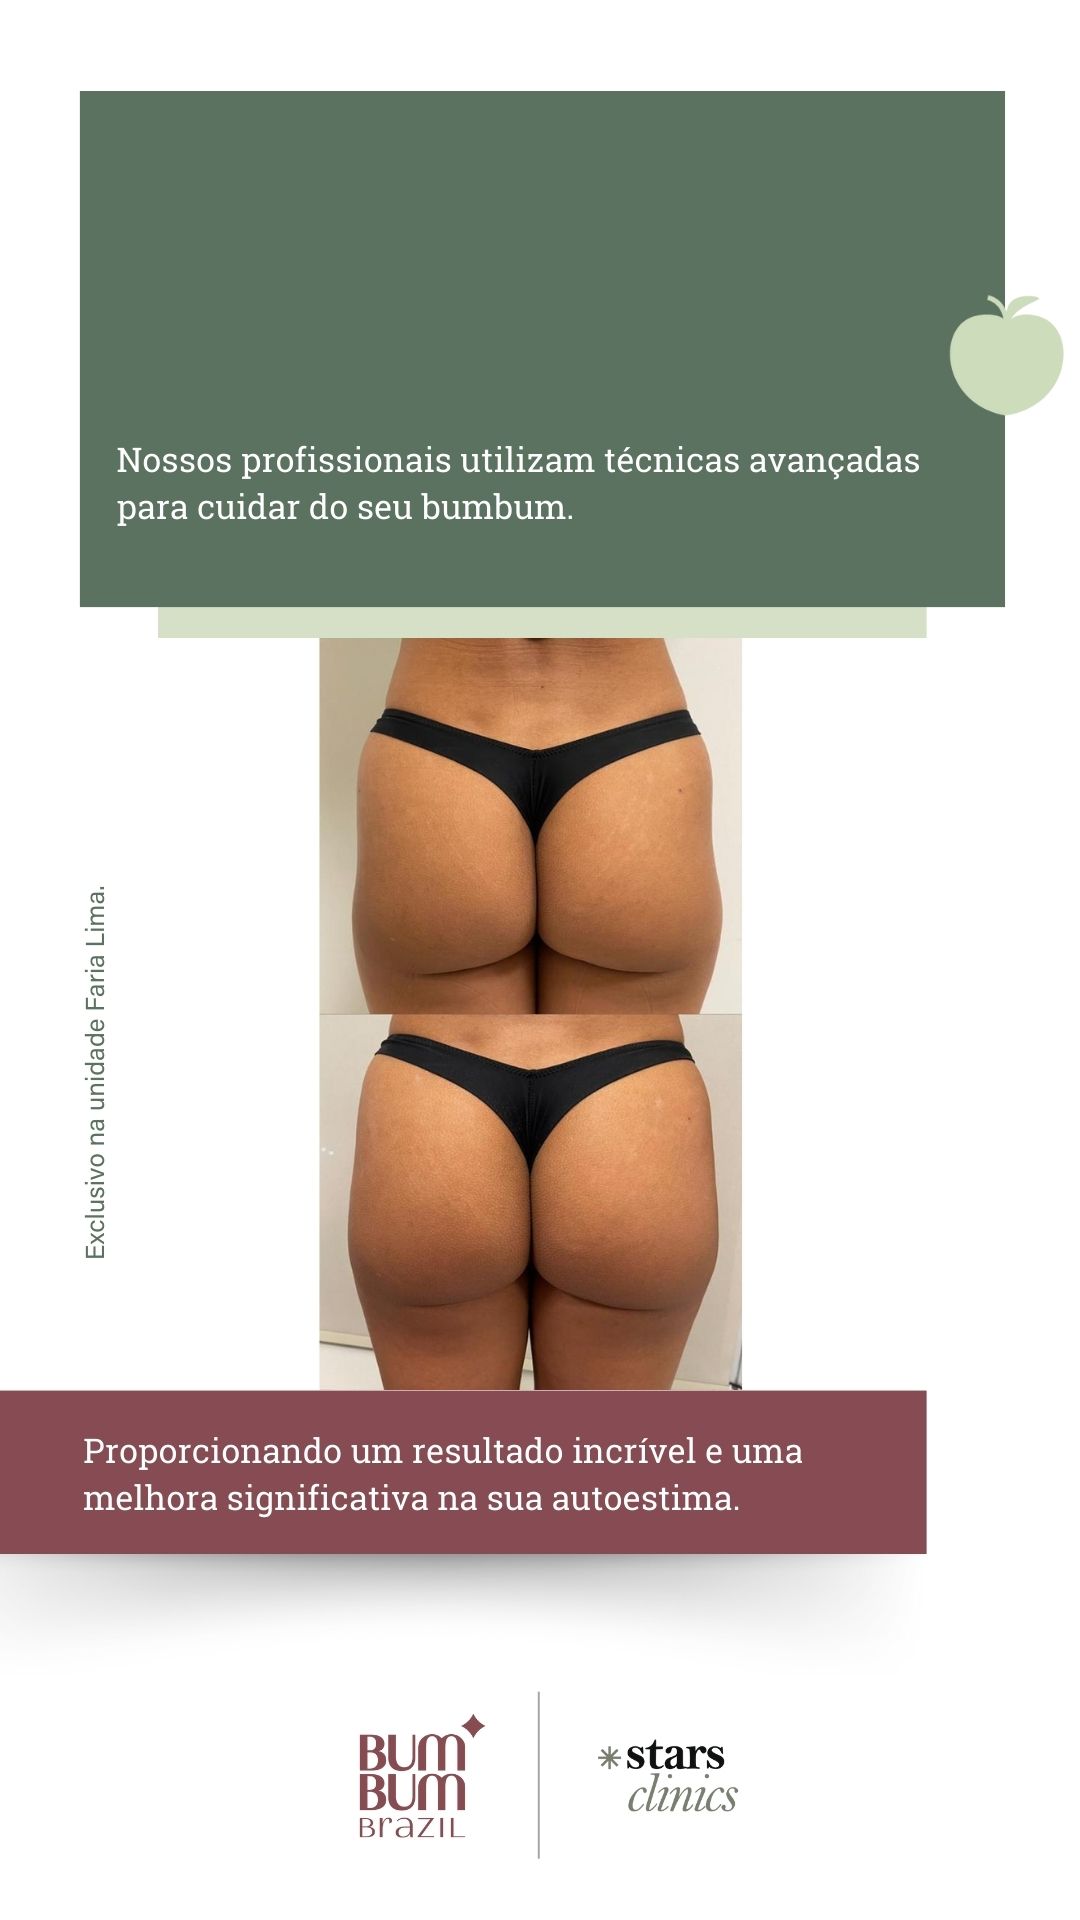 Nossos profissionais utilizam técnicas avançadas
para cuidar do seu bumbum.
Exclusivo na unidade Faria Lima.
Proporcionando um resultado incrível e uma
melhora significativa na sua autoestima.
BUM
BUM
BrazIL
stars
clinics